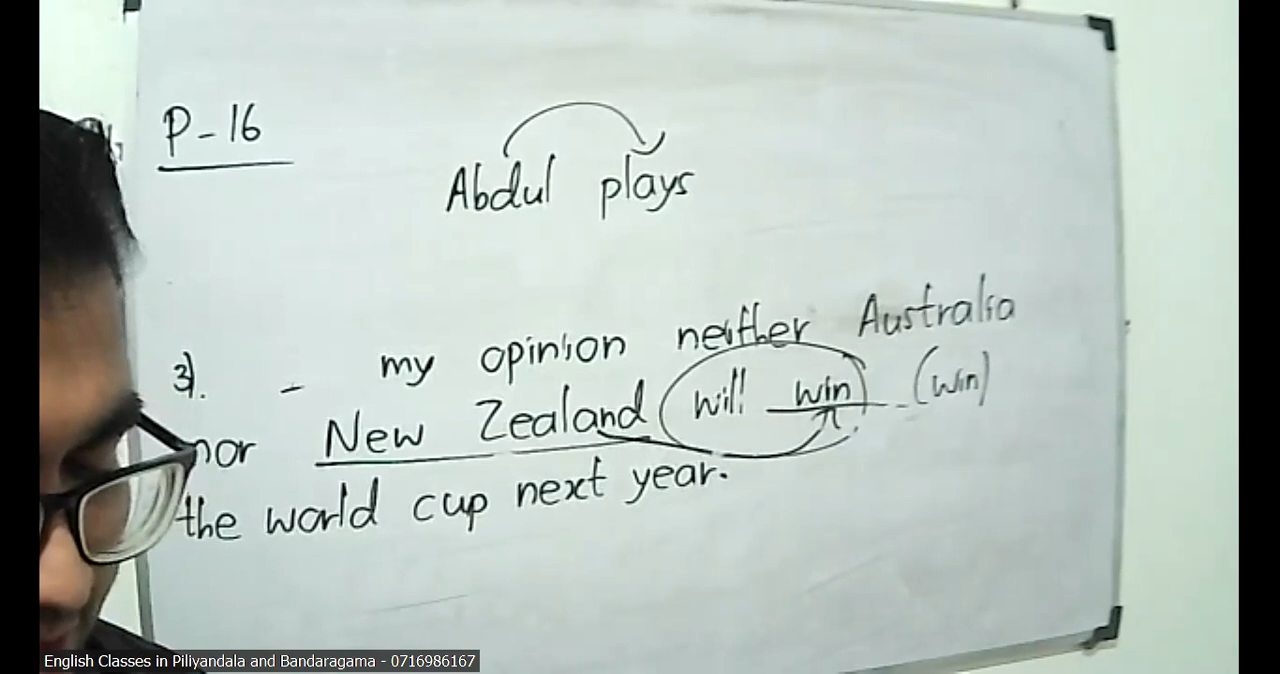 P-16
Abdul plays
3). - my opinion neither Australia
nor New Zealand will win (win)
the world cup next year.
English Classes in Piliyandala and Bandaragama - 0716986167